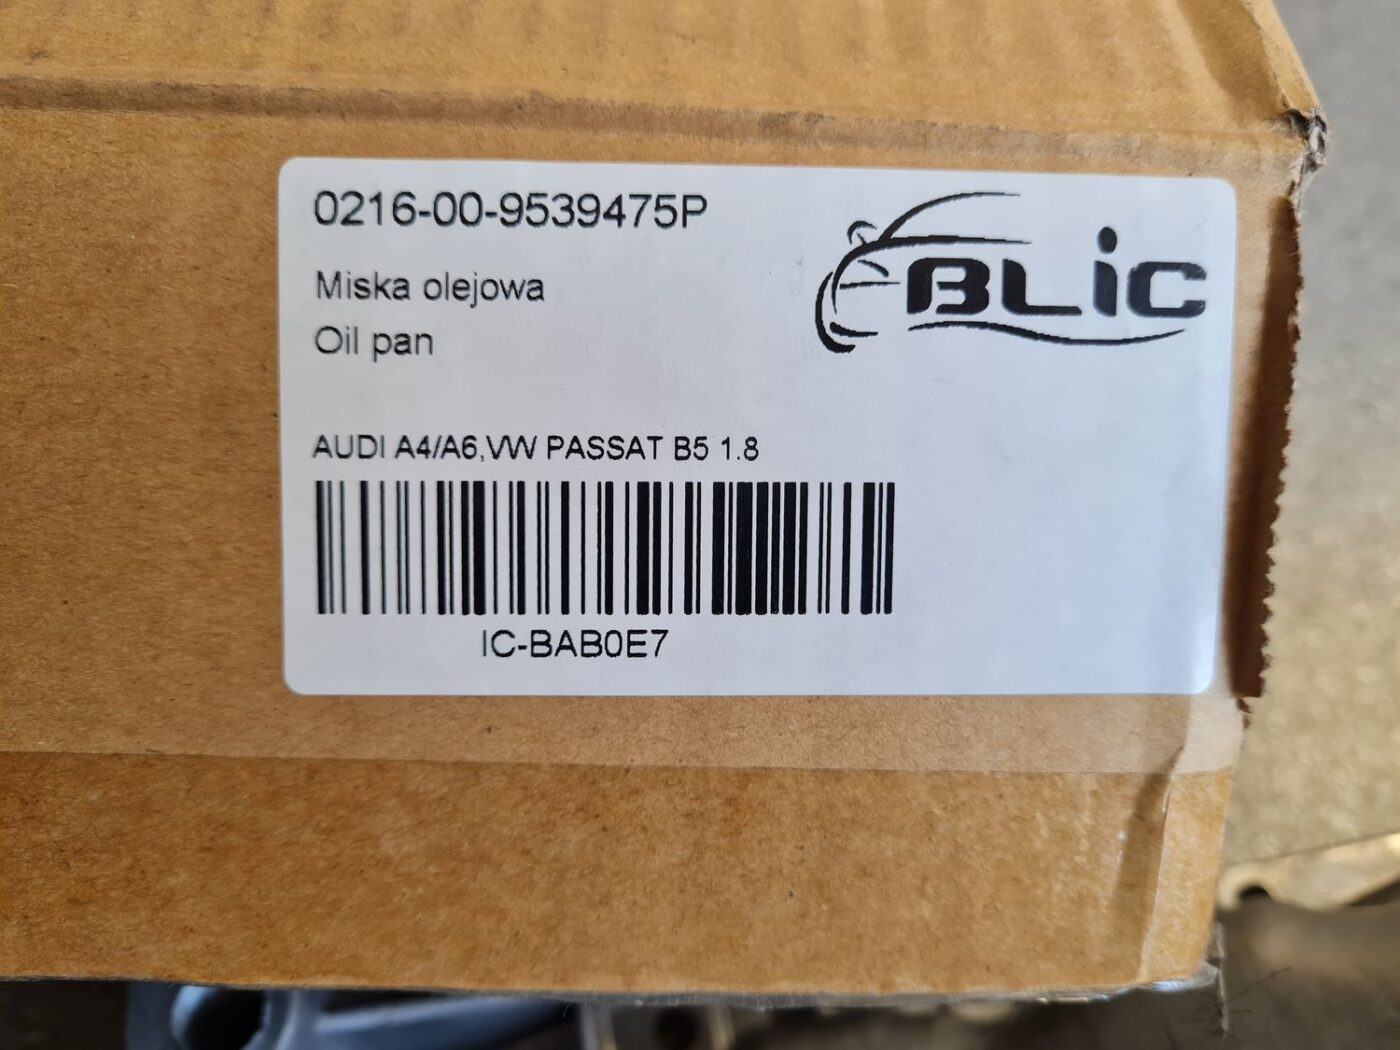 0216-00-9539475P
BLiC
Miska olejowa
Oil pan
AUDI A4/A6,VW PASSAT B5 1.8
IC-BAB0E7